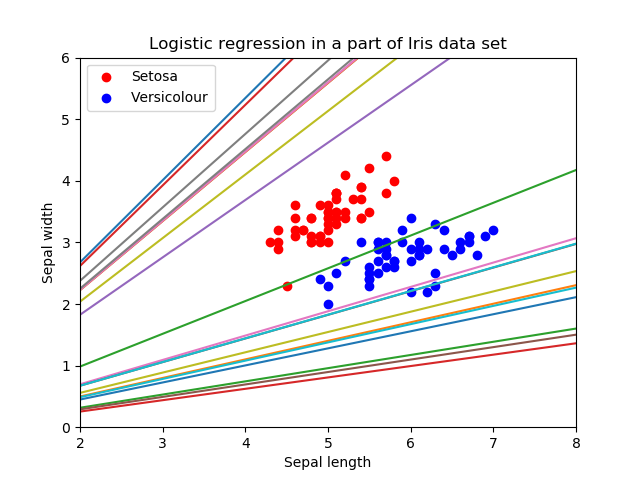 Logistic regression in a part of Iris data set
Setosa
Versicolour
Sepal width
6
5
4
3
2
1
0
2 3 4 5 6 7 8
Sepal length